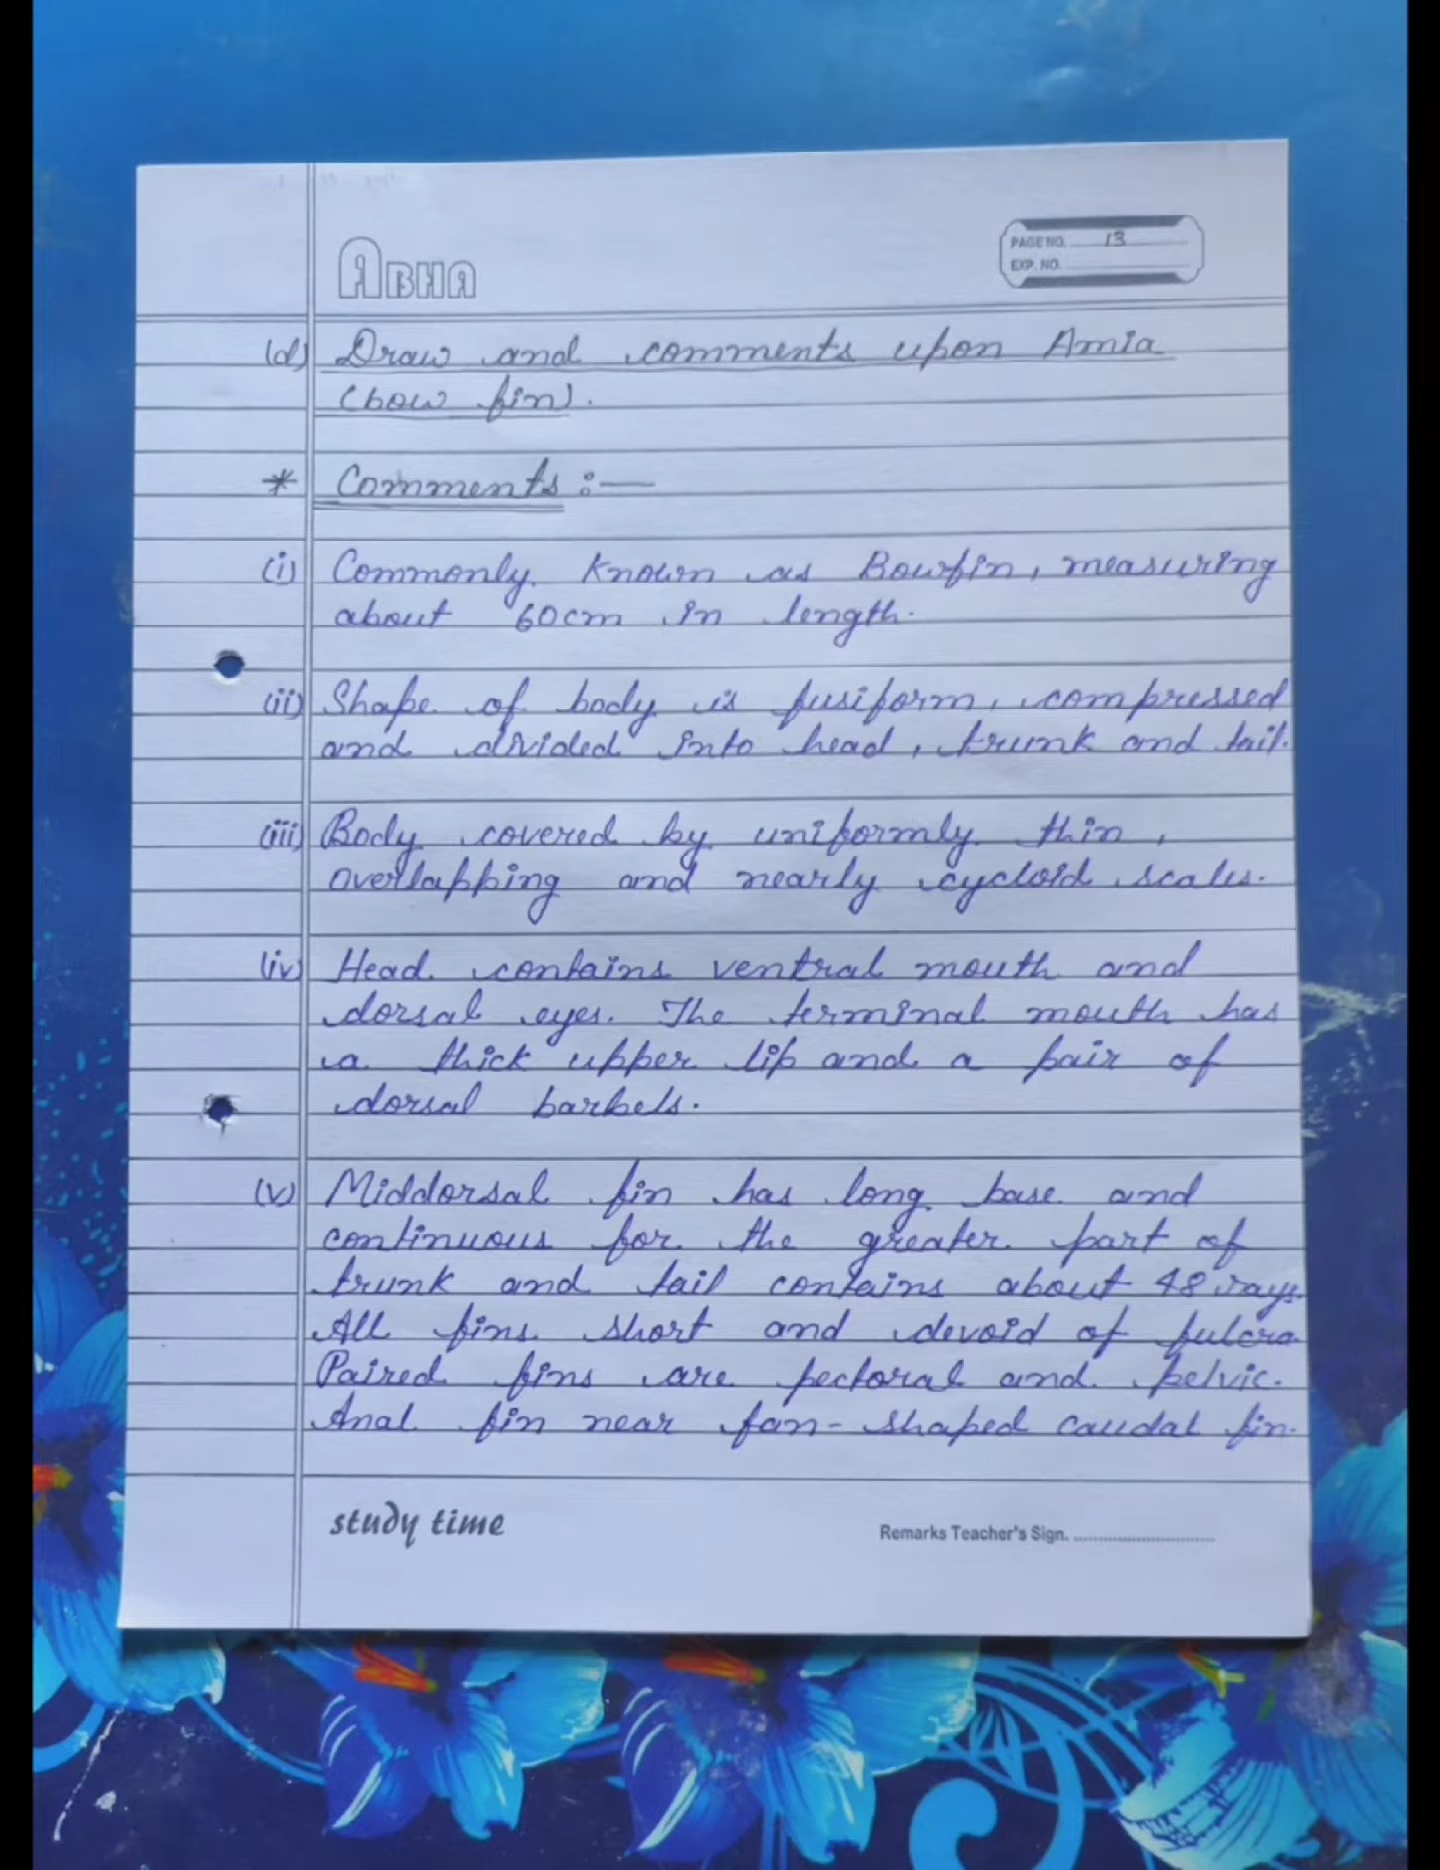 ABHA
PAGE NO. 13
EXP. NO.
(d) Draw and comments upon Amia
(bow fin).
* Comments :—
(i) Commonly known as Bowfin, measuring
about 60cm in length.
(ii) Shape of body is fusiform, compressed
and divided into head, trunk and tail.
(iii) Body covered by uniformly thin,
overlapping and nearly cycloid scales.
(iv) Head contains ventral mouth and
dorsal eyes. The terminal mouth has
a thick upper lip and a pair of
dorsal barbels.
(v) Middorsal fin has long base and
continuous for the greater part of
trunk and tail contains about 48 rays.
All fins short and devoid of fulcra
Paired fins are pectoral and pelvic.
Anal fin near fan-shaped caudal fin.
study time
Remarks Teacher's Sign. ........................